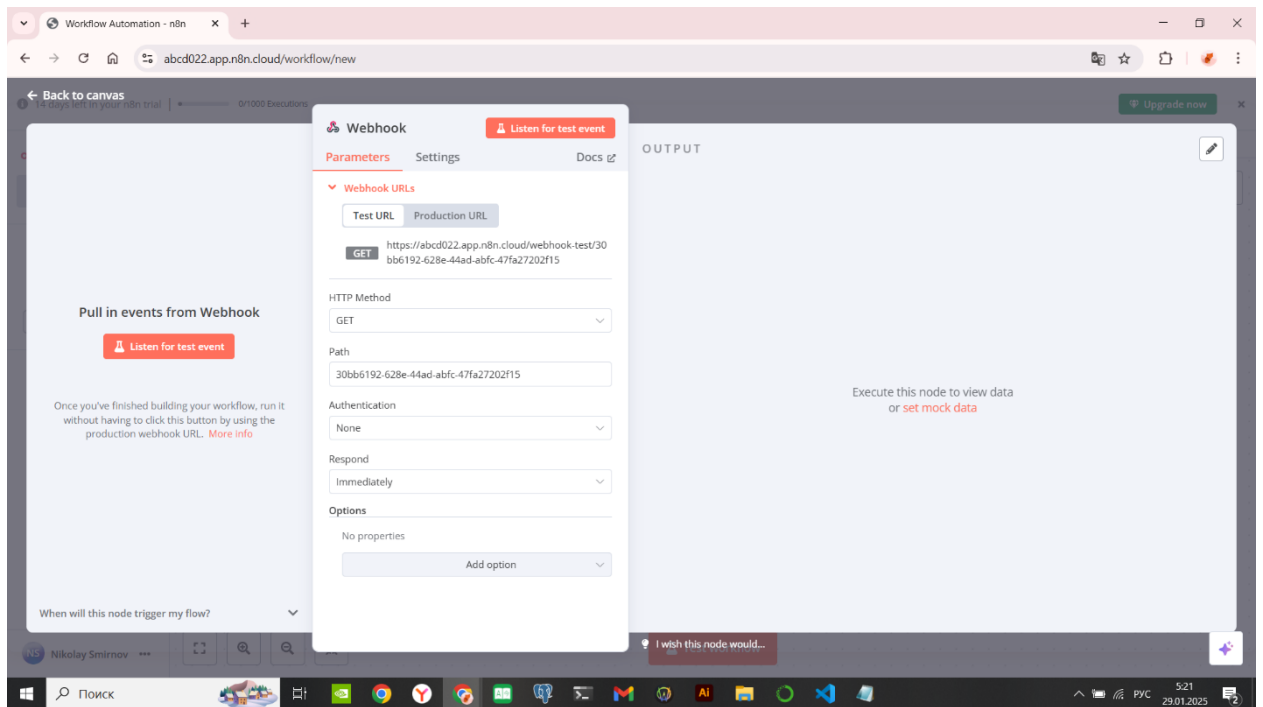 Workflow Automation - n8n
abcd022.app.n8n.cloud/workflow/new
Back to canvas
14 days left in your n8n trial
0/1000 Executions
Upgrade now
Webhook
Listen for test event
OUTPUT
Parameters
Settings
Docs
Webhook URLs
Test URL
Production URL
GET
https://abcd022.app.n8n.cloud/webhook-test/30
bb6192-628e-44ad-abfc-47fa27202f15
HTTP Method
GET
Path
30bb6192-628e-44ad-abfc-47fa27202f15
Authentication
None
Respond
Immediately
Options
No properties
Add option
Pull in events from Webhook
Listen for test event
Once you've finished building your workflow, run it
without having to click this button by using the
production webhook URL. More info
When will this node trigger my flow?
Execute this node to view data
or set mock data
I wish this node would...
NS
Nikolay Smirnov
Test workflow
Поиск
Ai
РУС
5:21
29.01.2025
2